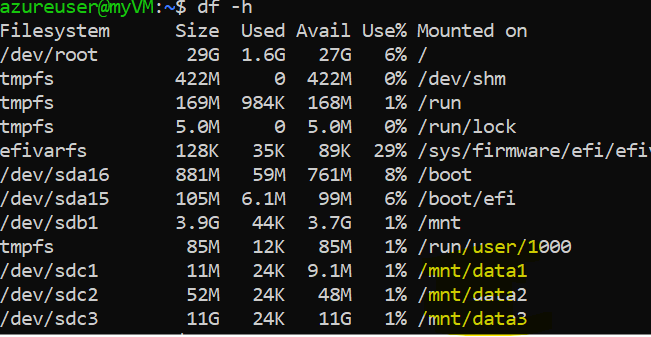 azureuser@myVM:~$ df -h
Filesystem Size Used Avail Use% Mounted on
/dev/root 29G 1.6G 27G 6% /
tmpfs 422M 0 422M 0% /dev/shm
tmpfs 169M 984K 168M 1% /run
tmpfs 5.0M 0 5.0M 0% /run/lock
efivarfs 128K 35K 89K 29% /sys/firmware/efi/efiv
/dev/sda16 881M 59M 761M 8% /boot
/dev/sda15 105M 6.1M 99M 6% /boot/efi
/dev/sdb1 3.9G 44K 3.7G 1% /mnt
tmpfs 85M 12K 85M 1% /run/user/1000
/dev/sdc1 11M 24K 9.1M 1% /mnt/data1
/dev/sdc2 52M 24K 48M 1% /mnt/data2
/dev/sdc3 11G 24K 11G 1% /mnt/data3